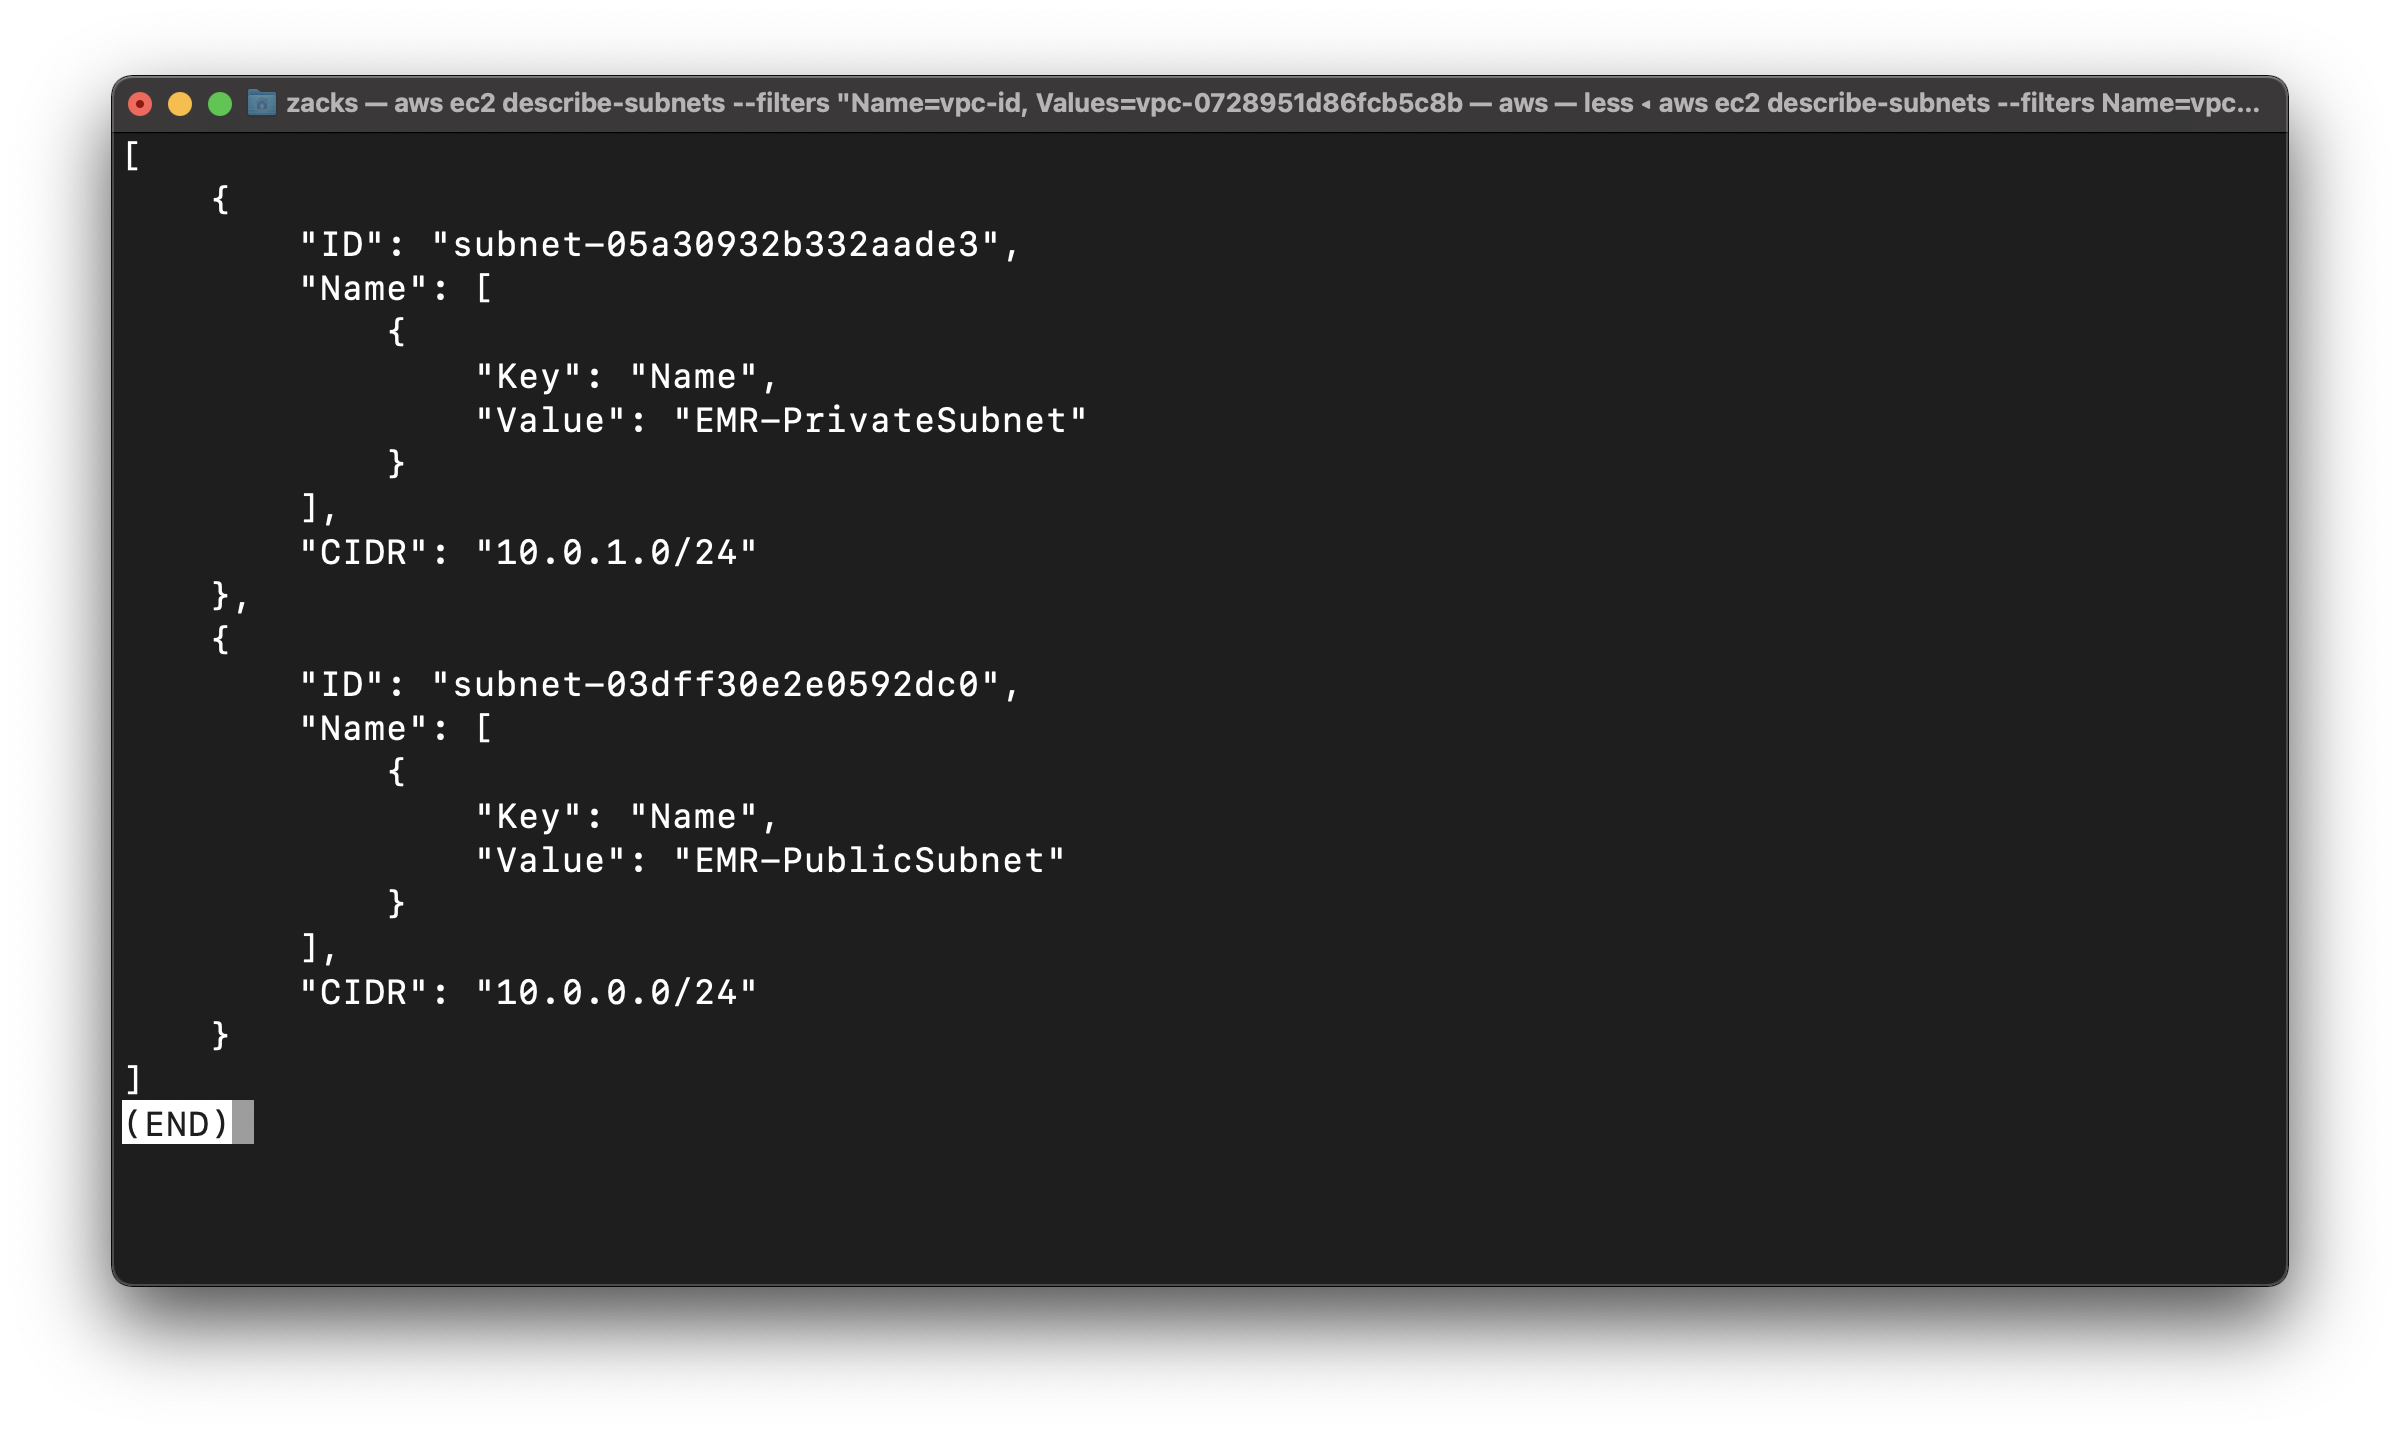 zacks — aws ec2 describe-subnets --filters "Name=vpc-id, Values=vpc-0728951d86fcb5c8b — aws — less ◂ aws ec2 describe-subnets --filters Name=vpc...
[
    {
        "ID": "subnet-05a30932b332aade3",
        "Name": [
            {
                "Key": "Name",
                "Value": "EMR-PrivateSubnet"
            }
        ],
        "CIDR": "10.0.1.0/24"
    },
    {
        "ID": "subnet-03dff30e2e0592dc0",
        "Name": [
            {
                "Key": "Name",
                "Value": "EMR-PublicSubnet"
            }
        ],
        "CIDR": "10.0.0.0/24"
    }
]
(END)